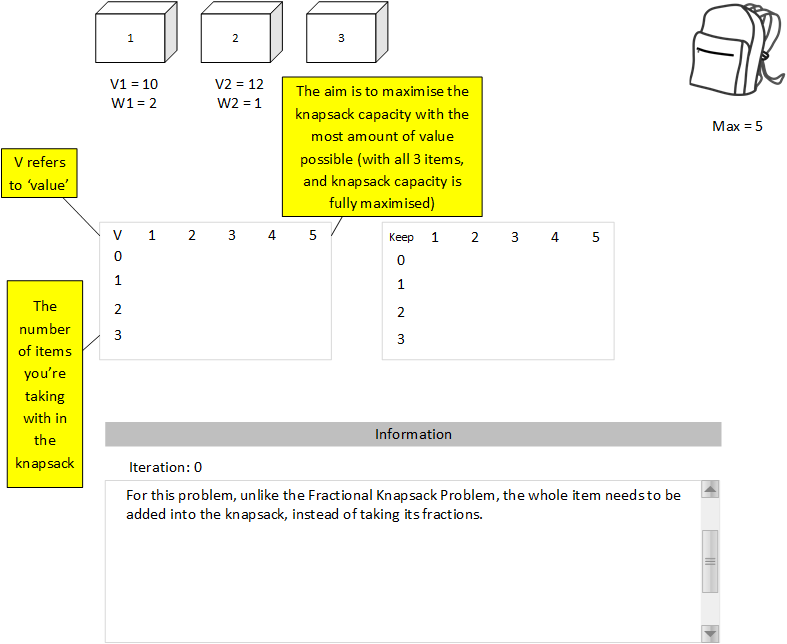 1
2
3
V1 = 10
W1 = 2
V2 = 12
W2 = 1
Max = 5
The aim is to maximise the
knapsack capacity with the
most amount of value
possible (with all 3 items,
and knapsack capacity is
fully maximised)
V refers
to ‘value’
V 1 2 3 4 5
0
1
2
3
Keep 1 2 3 4 5
0
1
2
3
The
number
of items
you’re
taking
with in
the
knapsack
Information
Iteration: 0
For this problem, unlike the Fractional Knapsack Problem, the whole item needs to be
added into the knapsack, instead of taking its fractions.